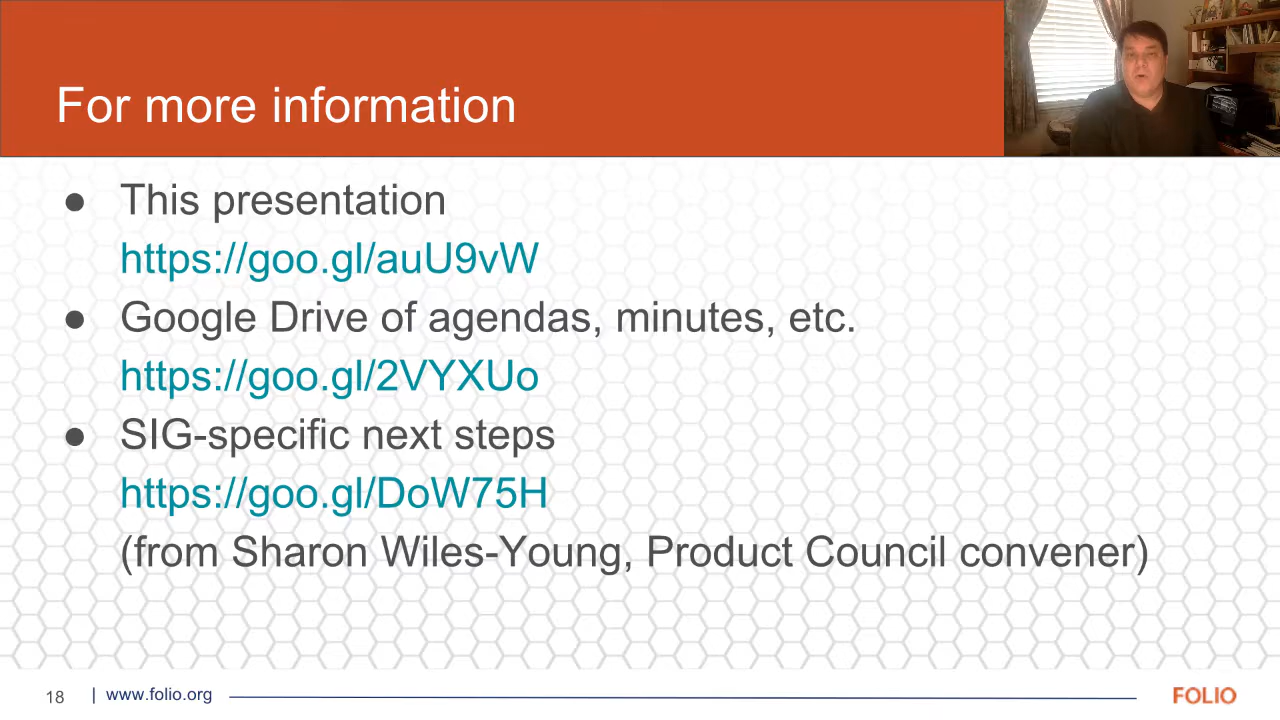 For more information
● This presentation
https://goo.gl/auU9vW
● Google Drive of agendas, minutes, etc.
https://goo.gl/2VYXUo
● SIG-specific next steps
https://goo.gl/DoW75H
(from Sharon Wiles-Young, Product Council convener)
18 | www.folio.org
FOLIO